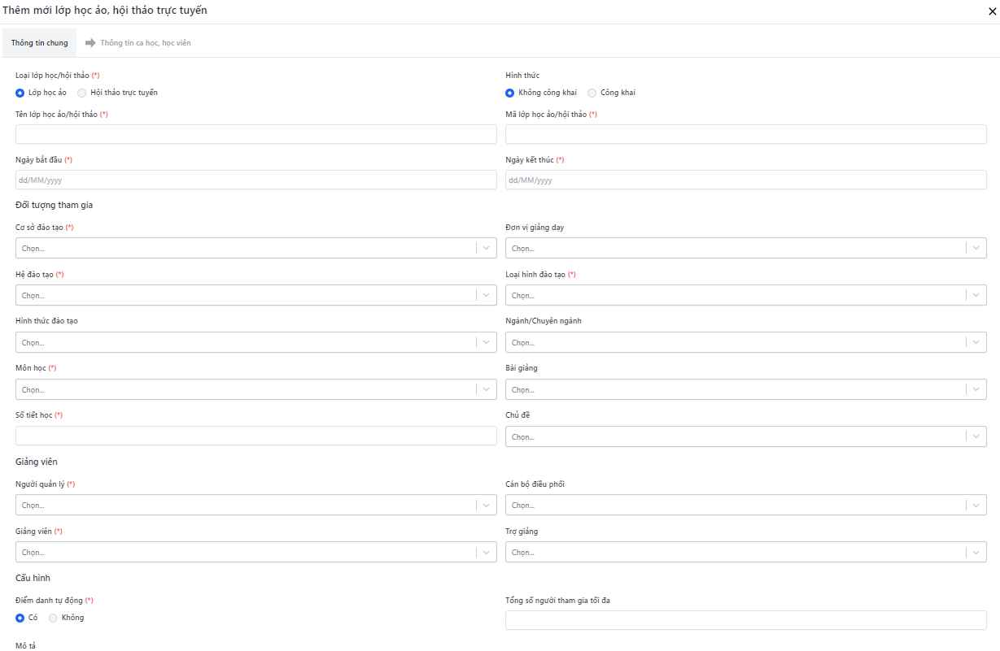 Thêm mới lớp học ảo, hội thảo trực tuyến
Thông tin chung
Thông tin ca học, học viên
Loại lớp học/hội thảo (*)
Hình thức
Lớp học ảo Hội thảo trực tuyến
Không công khai Công khai
Tên lớp học ảo/hội thảo (*)
Mã lớp học ảo/hội thảo (*)
Ngày bắt đầu (*)
Ngày kết thúc (*)
dd/MM/yyyy
dd/MM/yyyy
Đối tượng tham gia
Cơ sở đào tạo (*)
Đơn vị giảng dạy
Chọn...
Chọn...
Hệ đào tạo (*)
Loại hình đào tạo (*)
Chọn...
Chọn...
Hình thức đào tạo
Ngành/Chuyên ngành
Chọn...
Chọn...
Môn học (*)
Bài giảng
Chọn...
Chọn...
Số tiết học (*)
Chủ đề
Chọn...
Giảng viên
Người quản lý (*)
Cán bộ điều phối
Chọn...
Chọn...
Giảng viên (*)
Trợ giảng
Chọn...
Chọn...
Cấu hình
Điểm danh tự động (*)
Tổng số người tham gia tối đa
Có Không
Mô tả